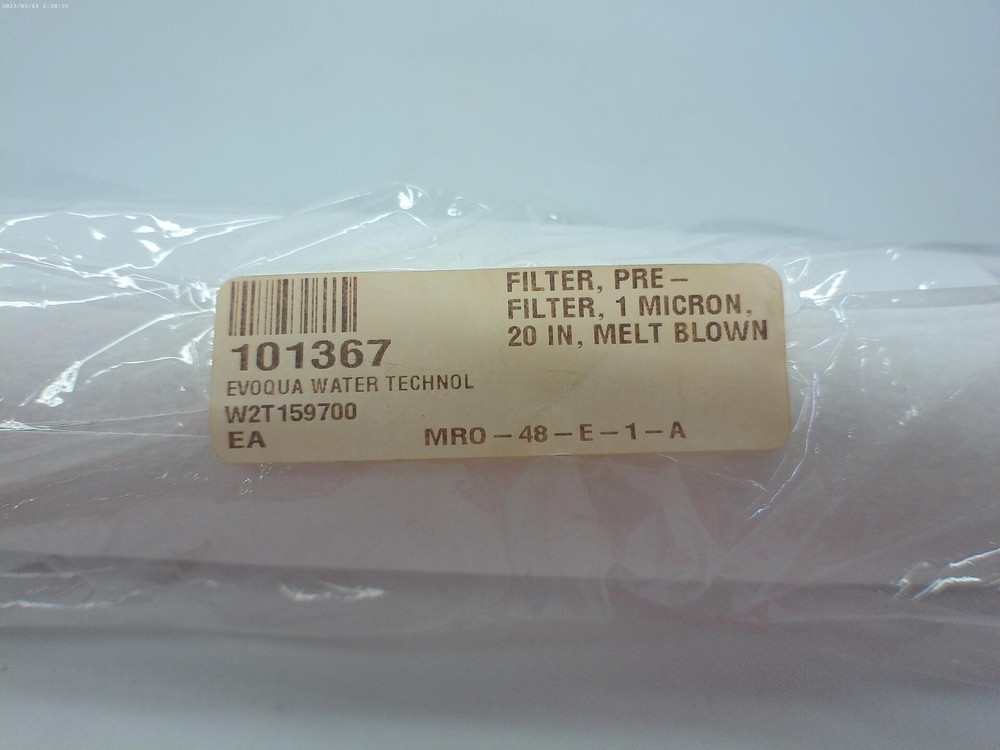 101367
EVOQUA WATER TECHNOL
W2T159700
EA
FILTER, PRE-
FILTER, 1 MICRON,
20 IN, MELT BLOWN
MRO-48-E-1-A